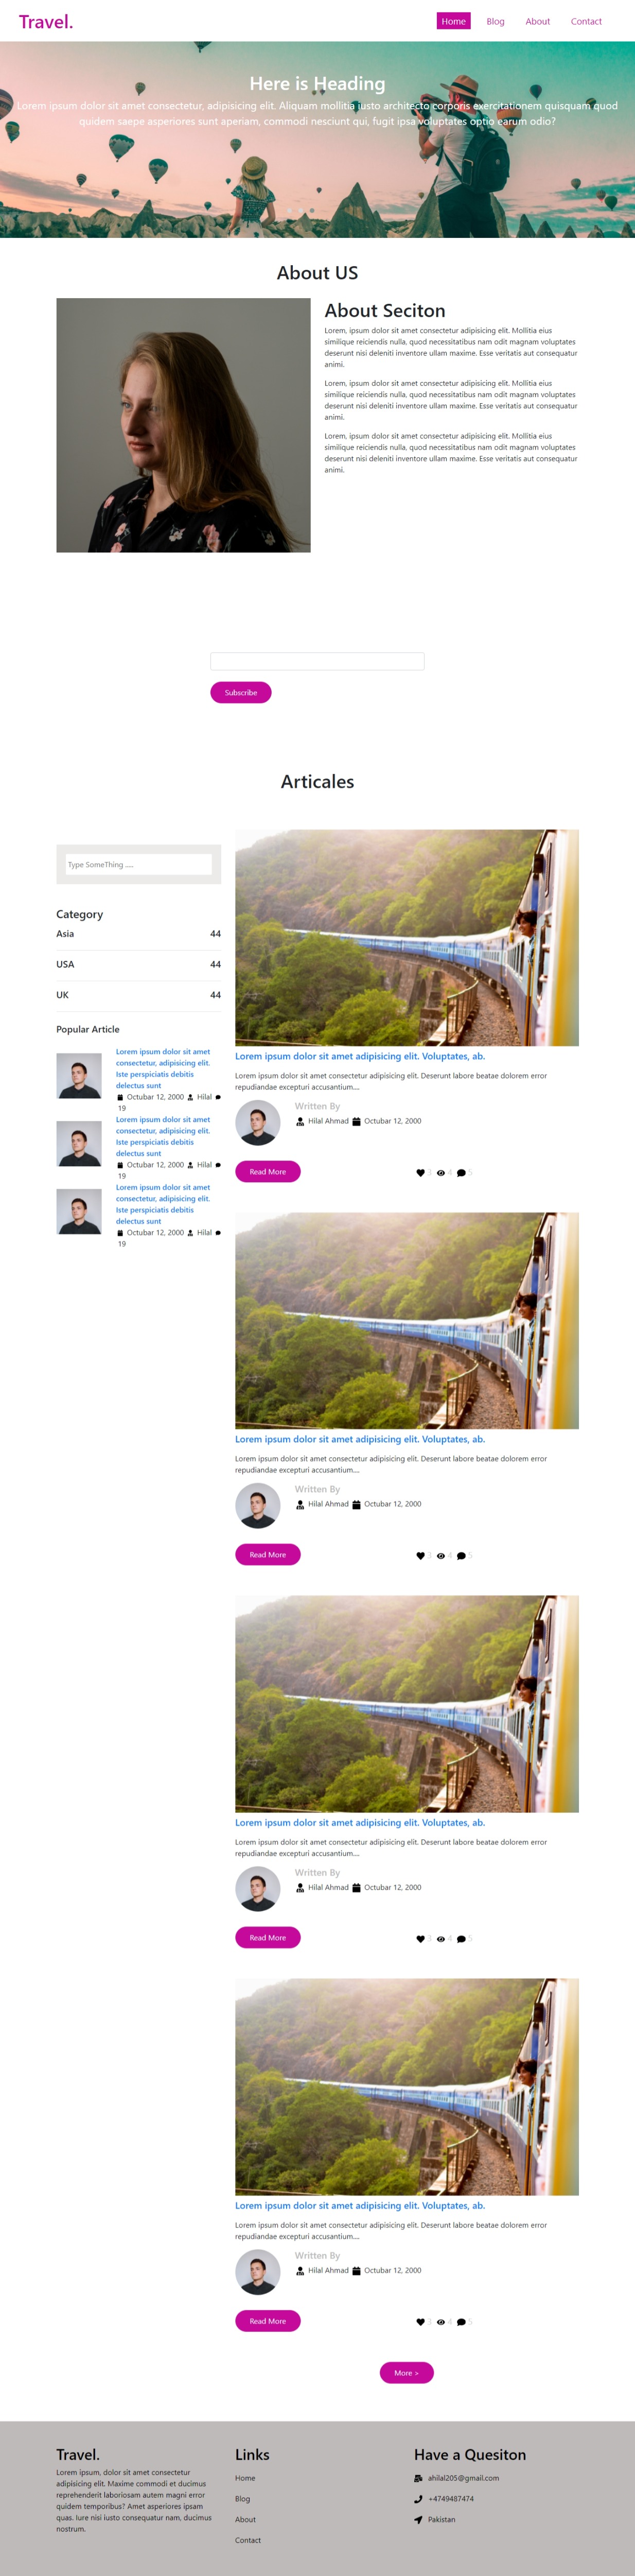 Travel.
Home Blog About Contact
Here is Heading
Lorem ipsum dolor sit amet consectetur, adipisicing elit. Aliquam mollitia iusto architecto corporis exercitationem quisquam quod
quidem saepe asperiores sunt aperiam, commodi nesciunt qui, fugit ipsa voluptates optio earum odio?
About US
About Seciton
Lorem, ipsum dolor sit amet consectetur adipisicing elit. Mollitia eius
similique reiciendis nulla, quod necessitatibus nam odit magnam voluptates
deserunt nisi deleniti inventore ullam maxime. Esse veritatis aut consequatur
animi.
Lorem, ipsum dolor sit amet consectetur adipisicing elit. Mollitia eius
similique reiciendis nulla, quod necessitatibus nam odit magnam voluptates
deserunt nisi deleniti inventore ullam maxime. Esse veritatis aut consequatur
animi.
Lorem, ipsum dolor sit amet consectetur adipisicing elit. Mollitia eius
similique reiciendis nulla, quod necessitatibus nam odit magnam voluptates
deserunt nisi deleniti inventore ullam maxime. Esse veritatis aut consequatur
animi.
Subscribe
Articales
Type SomeThing .....
Category
Asia 44
USA 44
UK 44
Popular Article
Lorem ipsum dolor sit amet
consectetur, adipisicing elit.
Iste perspiciatis debitis
delectus sunt
Octubar 12, 2000 Hilal
19
Lorem ipsum dolor sit amet
consectetur, adipisicing elit.
Iste perspiciatis debitis
delectus sunt
Octubar 12, 2000 Hilal
19
Lorem ipsum dolor sit amet
consectetur, adipisicing elit.
Iste perspiciatis debitis
delectus sunt
Octubar 12, 2000 Hilal
19
Lorem ipsum dolor sit amet adipisicing elit. Voluptates, ab.
Lorem ipsum dolor sit amet consectetur adipisicing elit. Deserunt labore beatae dolorem error
repudiandae excepturi accusantium....
Written By
Hilal Ahmad Octubar 12, 2000
Read More 3 4 5
Lorem ipsum dolor sit amet adipisicing elit. Voluptates, ab.
Lorem ipsum dolor sit amet consectetur adipisicing elit. Deserunt labore beatae dolorem error
repudiandae excepturi accusantium....
Written By
Hilal Ahmad Octubar 12, 2000
Read More 3 4 5
Lorem ipsum dolor sit amet adipisicing elit. Voluptates, ab.
Lorem ipsum dolor sit amet consectetur adipisicing elit. Deserunt labore beatae dolorem error
repudiandae excepturi accusantium....
Written By
Hilal Ahmad Octubar 12, 2000
Read More 3 4 5
Lorem ipsum dolor sit amet adipisicing elit. Voluptates, ab.
Lorem ipsum dolor sit amet consectetur adipisicing elit. Deserunt labore beatae dolorem error
repudiandae excepturi accusantium....
Written By
Hilal Ahmad Octubar 12, 2000
Read More 3 4 5
More >
Travel.
Lorem ipsum, dolor sit amet consectetur
adipisicing elit. Maxime commodi et ducimus
reprehenderit laboriosam autem magni error
quidem temporibus? Amet asperiores ipsam
quas. Iure nisi iusto consequatur nam, ducimus
nostrum.
Links
Home
Blog
About
Contact
Have a Quesiton
ahilal205@gmail.com
+4749487474
Pakistan